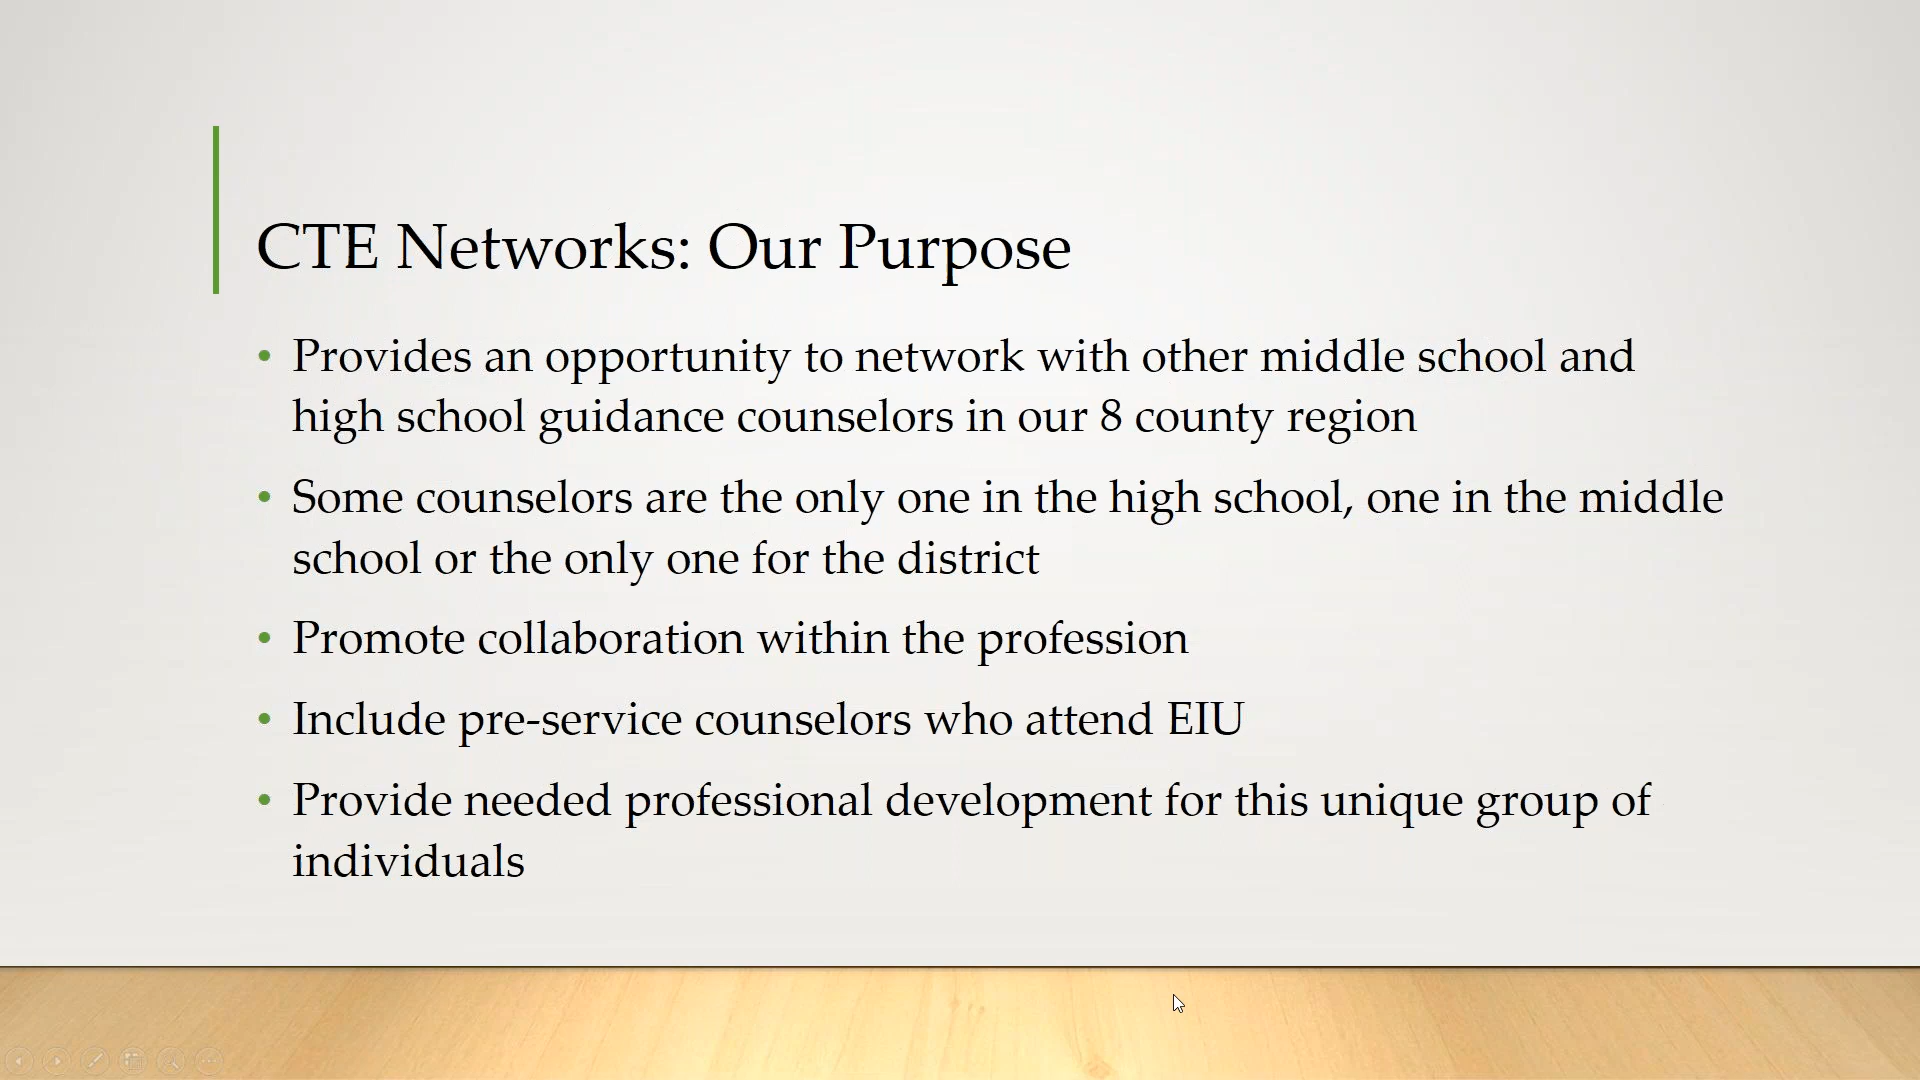 CTE Networks: Our Purpose
• Provides an opportunity to network with other middle school and
high school guidance counselors in our 8 county region
• Some counselors are the only one in the high school, one in the middle
school or the only one for the district
• Promote collaboration within the profession
• Include pre-service counselors who attend EIU
• Provide needed professional development for this unique group of
individuals